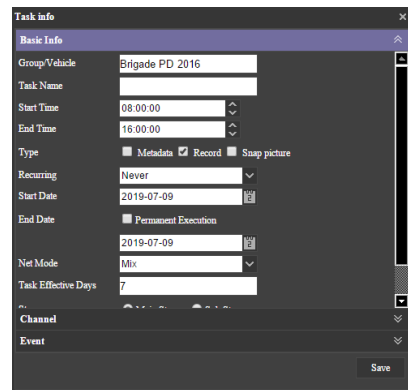 Task info
Basic Info
Group/Vehicle Brigade PD 2016
Task Name
Start Time 08:00:00
End Time 16:00:00
Type Metadata Record Snap picture
Recurring Never
Start Date 2019-07-09
End Date Permanent Execution
2019-07-09
Net Mode Mix
Task Effective Days 7
Channel
Event
Save